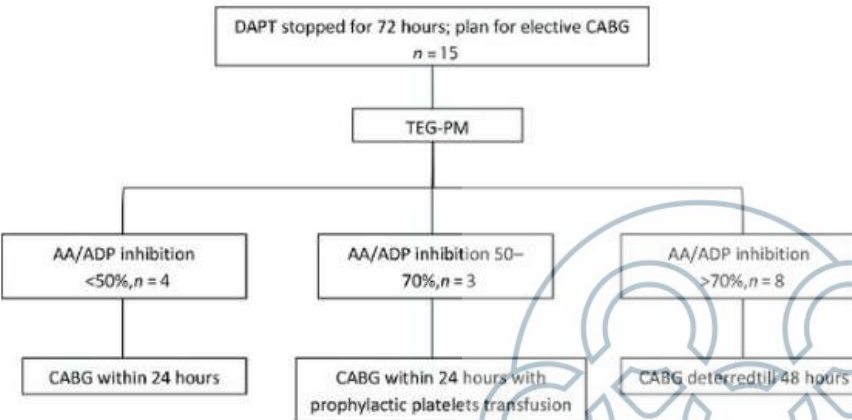 DAPT stopped for 72 hours; plan for elective CABG
n = 15
TEG-PM
AA/ADP inhibition
<50%,n = 4
AA/ADP inhibition 50–
70%,n = 3
AA/ADP inhibition
>70%,n = 8
CABG within 24 hours
CABG within 24 hours with
prophylactic platelets transfusion
CABG deterredtill 48 hours